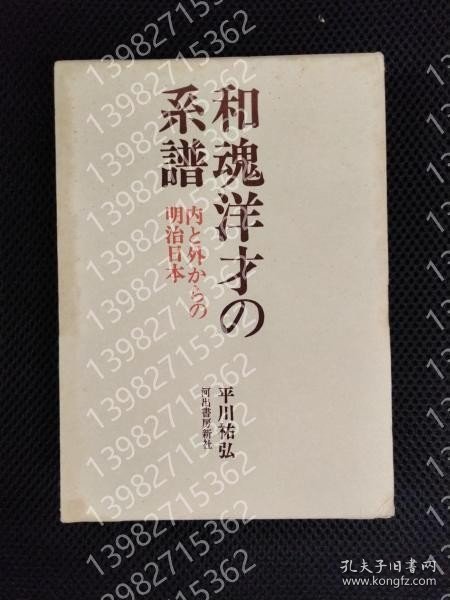 和魂洋才の
系譜
内と外からの
明治日本
平川祐弘
河出書房新社
13982715362
孔夫子旧书网
www.kongfz.com